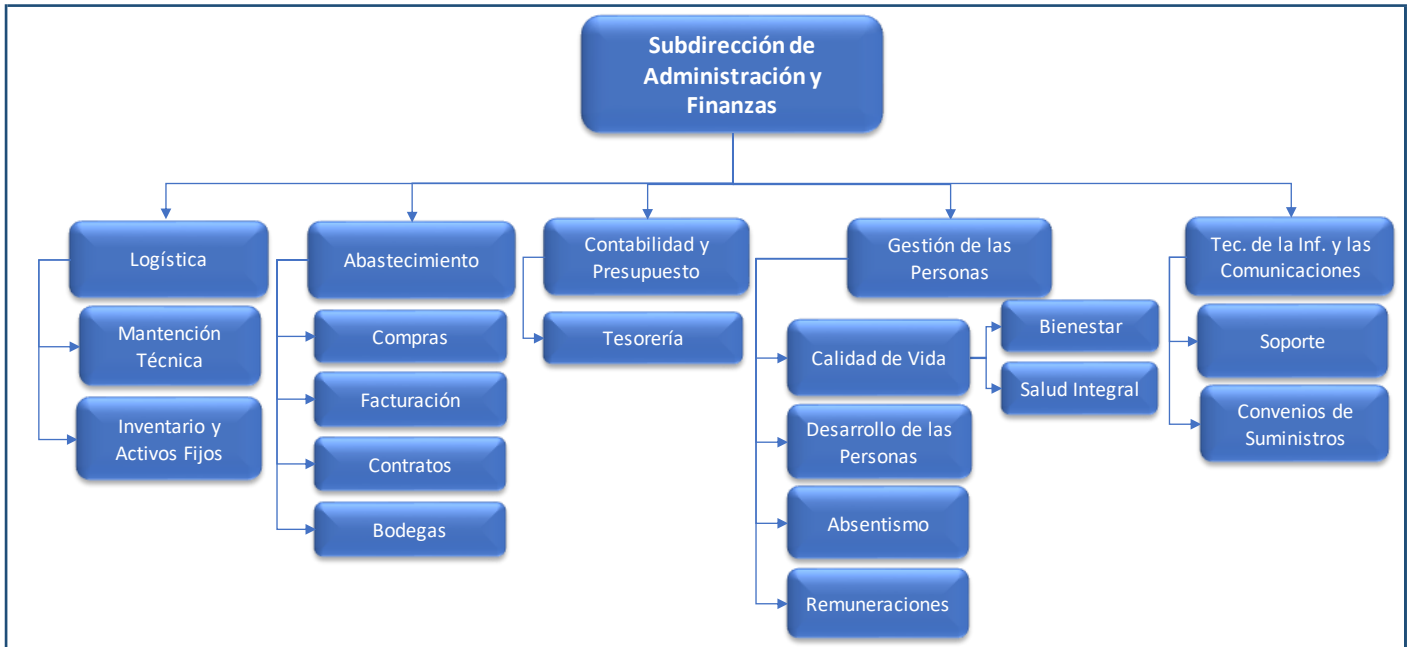 Subdirección de
Administración y
Finanzas
Logística
Abastecimiento
Contabilidad y
Presupuesto
Gestión de las
Personas
Tec. de la Inf. y las
Comunicaciones
Mantención
Técnica
Inventario y
Activos Fijos
Compras
Facturación
Contratos
Bodegas
Tesorería
Calidad de Vida
Bienestar
Salud Integral
Desarrollo de las
Personas
Absentismo
Remuneraciones
Soporte
Convenios de
Suministros